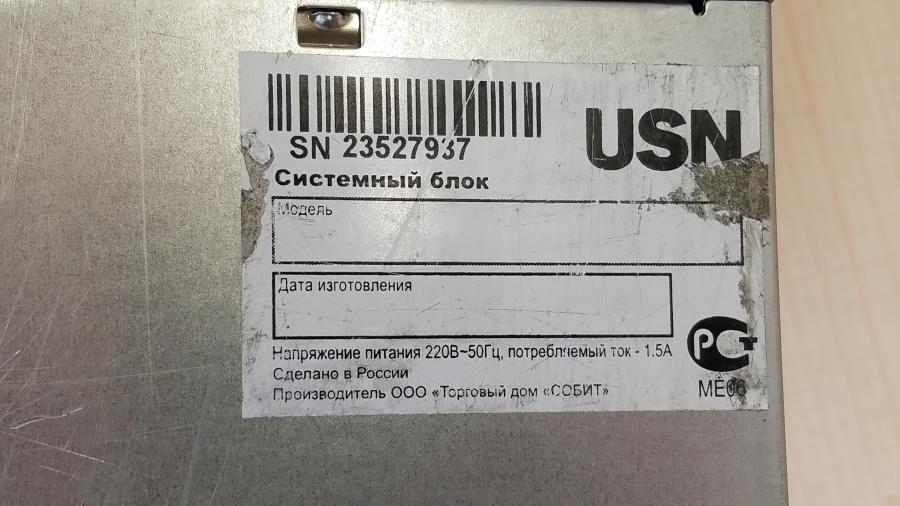 USN
SN 23527937
Системный блок
Модель
Дата изготовления
Напряжение питания 220В~50Гц, потребляемый ток - 1.5А
Сделано в России
Производитель ООО «Торговый дом «СОБИТ»
РСТ
МЕ06